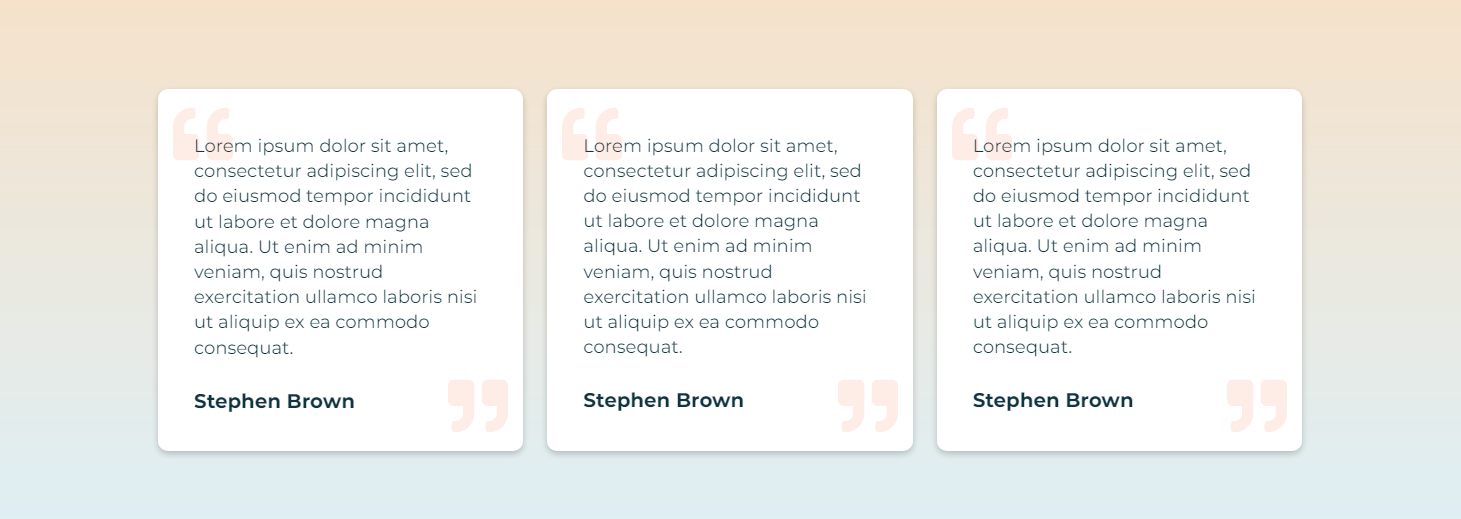 Lorem ipsum dolor sit amet,
consectetur adipiscing elit, sed
do eiusmod tempor incididunt
ut labore et dolore magna
aliqua. Ut enim ad minim
veniam, quis nostrud
exercitation ullamco laboris nisi
ut aliquip ex ea commodo
consequat.
Stephen Brown
Lorem ipsum dolor sit amet,
consectetur adipiscing elit, sed
do eiusmod tempor incididunt
ut labore et dolore magna
aliqua. Ut enim ad minim
veniam, quis nostrud
exercitation ullamco laboris nisi
ut aliquip ex ea commodo
consequat.
Stephen Brown
Lorem ipsum dolor sit amet,
consectetur adipiscing elit, sed
do eiusmod tempor incididunt
ut labore et dolore magna
aliqua. Ut enim ad minim
veniam, quis nostrud
exercitation ullamco laboris nisi
ut aliquip ex ea commodo
consequat.
Stephen Brown